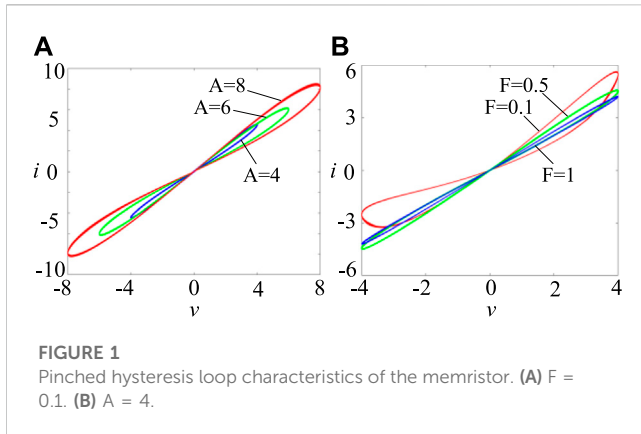 A
10
5
i 0
-5
-10
A=8
A=6
A=4
-8 -4 0 4 8
v
B
6
3
i 0
-3
-6
F=0.5
F=0.1
F=1
-4 -2 0 2 4
v
FIGURE 1
Pinched hysteresis loop characteristics of the memristor. (A) F =
0.1. (B) A = 4.